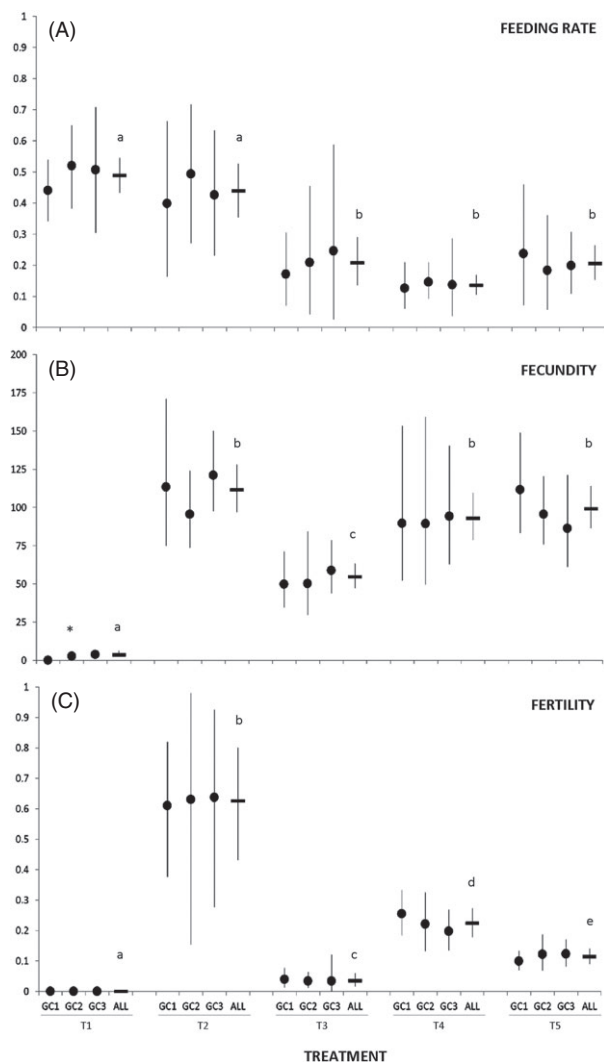 (A)
FEEDING RATE
1
0.9
0.8
0.7
0.6
0.5
0.4
0.3
0.2
0.1
0
a
a
b
b
b
(B)
FECUNDITY
200
175
150
125
100
75
50
25
0
* a
b
c
b
b
(C)
FERTILITY
1
0.9
0.8
0.7
0.6
0.5
0.4
0.3
0.2
0.1
0
a
b
c
d
e
GC1 GC2 GC3 ALL GC1 GC2 GC3 ALL GC1 GC2 GC3 ALL GC1 GC2 GC3 ALL GC1 GC2 GC3 ALL
T1 T2 T3 T4 T5
TREATMENT